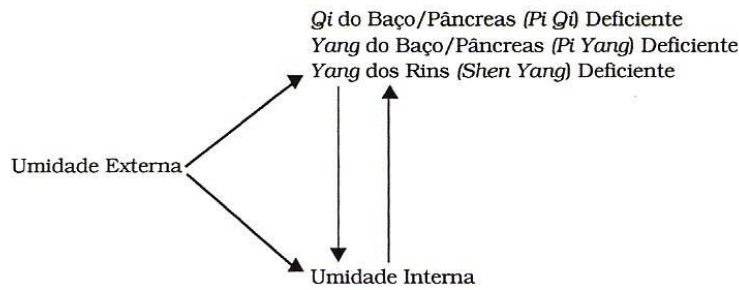 Qi do Baço/Pâncreas (Pi Qi) Deficiente
Yang do Baço/Pâncreas (Pi Yang) Deficiente
Yang dos Rins (Shen Yang) Deficiente
Umidade Externa
Umidade Interna